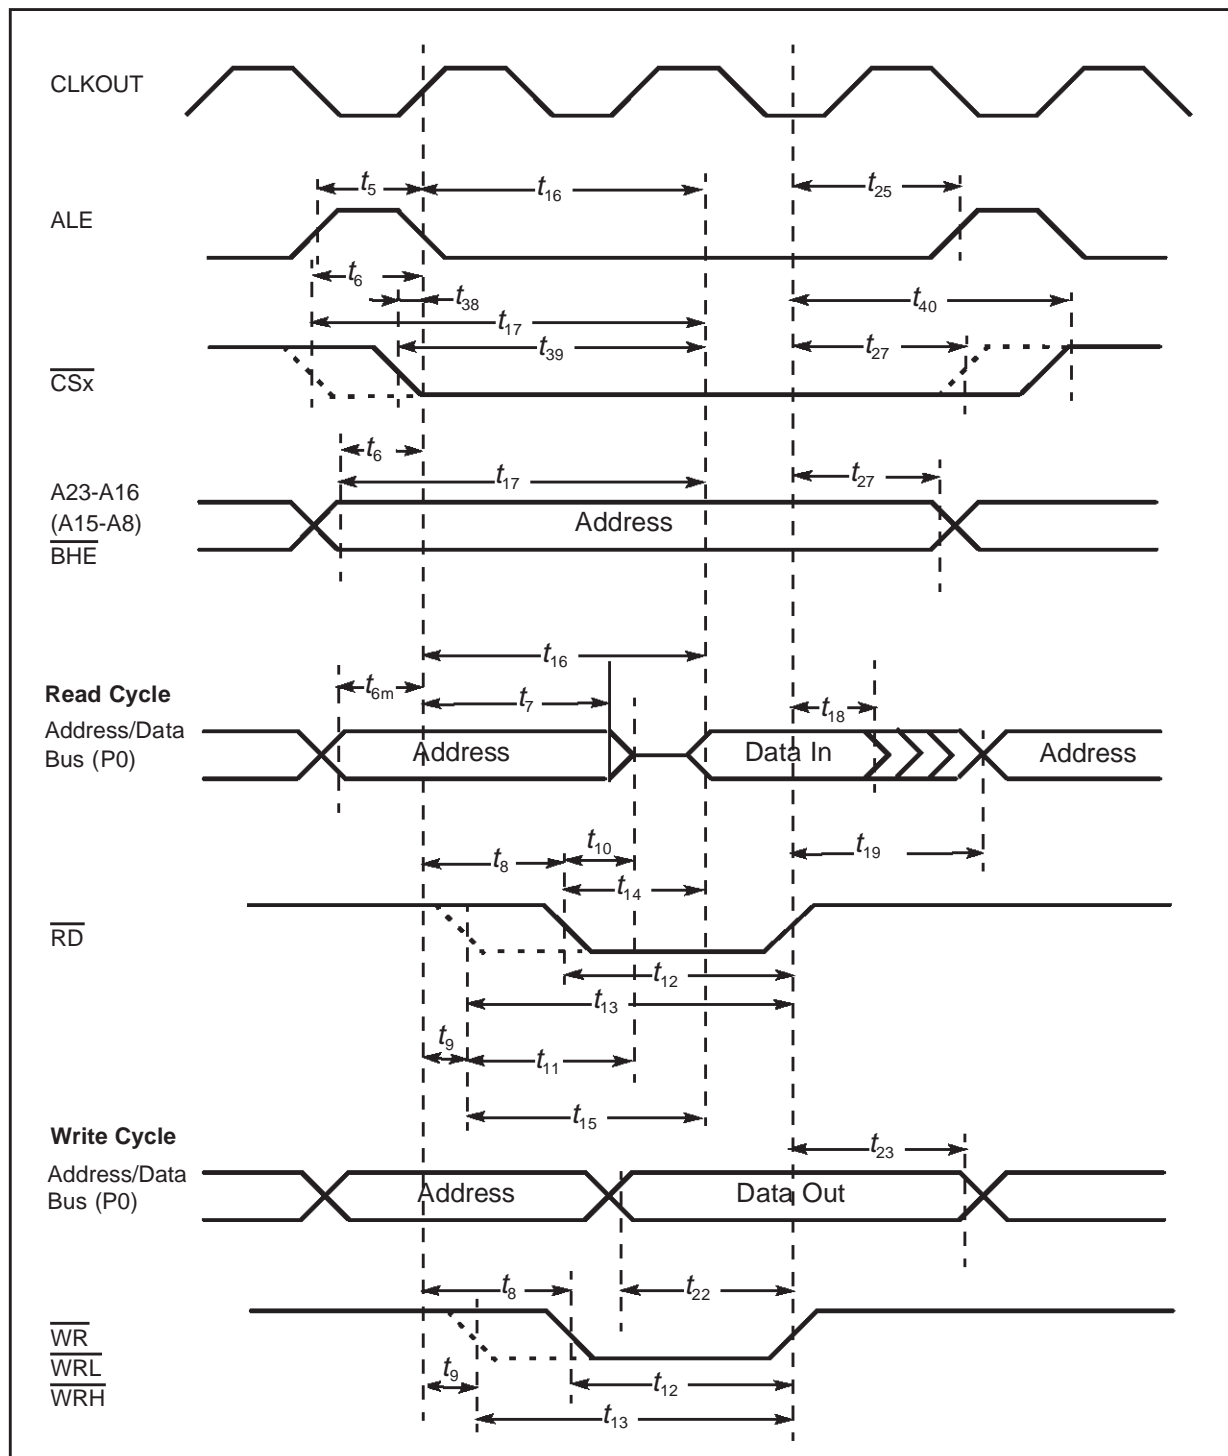 CLKOUT
t5
t16
t25
ALE
t6
t38
t40
t17
t39
t27
CSx
t6
t17
t27
A23-A16
(A15-A8)
BHE
Address
t16
Read Cycle
t6m
t7
t18
Address/Data
Bus (P0)
Address
Data In
Address
t10
t8
t19
t14
RD
t12
t13
t9
t11
t15
Write Cycle
t23
Address/Data
Bus (P0)
Address
Data Out
t8
t22
WR
WRL
WRH
t9
t12
t13